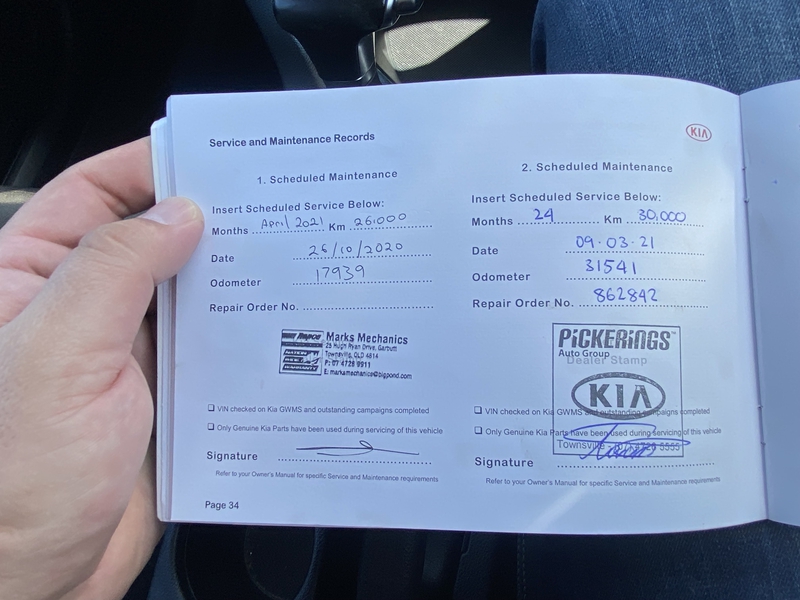 Service and Maintenance Records
KIA
1. Scheduled Maintenance
Insert Scheduled Service Below:
Months April 2021 Km 26.000
Date 26/10/2020
Odometer 17939
Repair Order No.
Repco
Marks Mechanics
25 Hugh Ryan Drive, Garbutt
Townsville, QLD 4814
P: 07 4728 9911
E: marksmechanics@bigpond.com
NATION
WARRANTY
VIN checked on Kia GWMS and outstanding campaigns completed
Only Genuine Kia Parts have been used during servicing of this vehicle
Signature
Refer to your Owner's Manual for specific Service and Maintenance requirements
Page 34
2. Scheduled Maintenance
Insert Scheduled Service Below:
Months 24 Km 30,000
Date 09.03.21
Odometer 31541
Repair Order No. 862842
PiCKERiNGS™
Auto Group
Dealer Stamp
KIA
VIN checked on Kia GWMS and outstanding campaigns completed
Only Genuine Kia Parts have been used during servicing of this vehicle
Townsville
Signature
Refer to your Owner's Manual for specific Service and Maintenance requirements